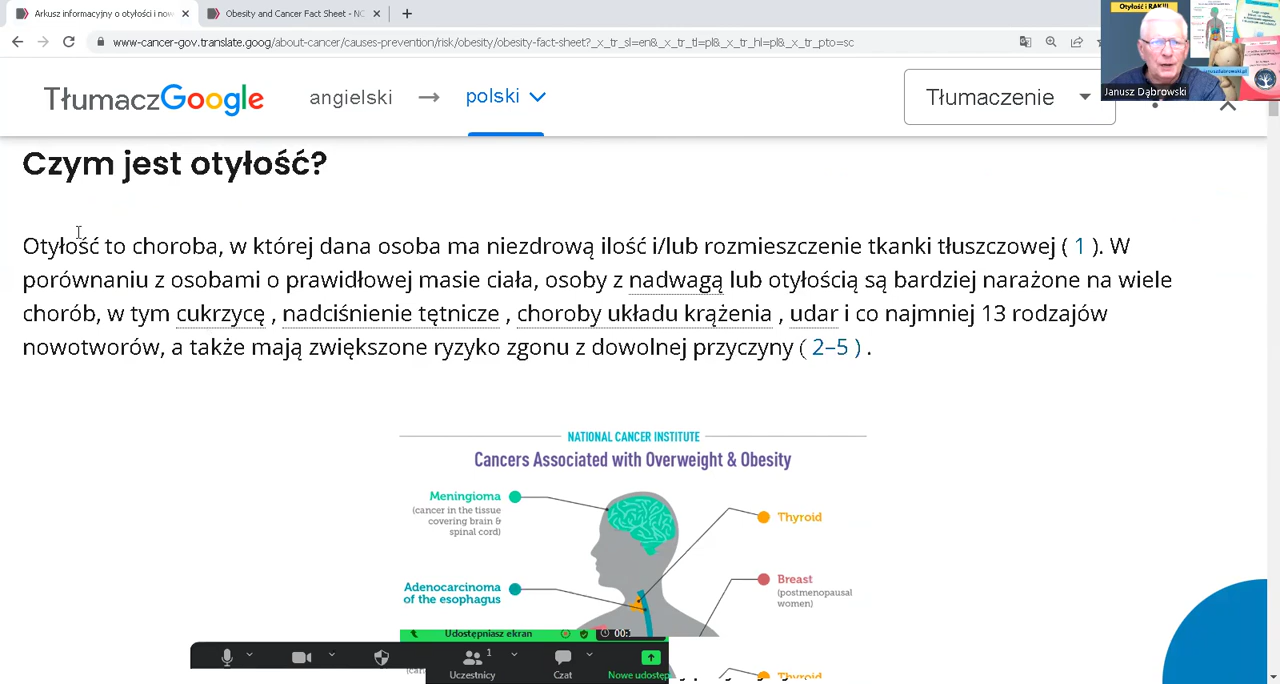 Arkusz informacyjny o otyłości i now
Obesity and Cancer Fact Sheet - NC
www-cancer-gov.translate.goog/about-cancer/causes-prevention/risk/obesity/obesity-fact-sheet?_x_tr_sl=en&_x_tr_tl=pl&_x_tr_hl=pl&_x_tr_pto=sc
Otyłość i RAK!!!
Janusz Dąbrowski
TłumaczGoogle
angielski → polski
Tłumaczenie
Czym jest otyłość?
Otyłość to choroba, w której dana osoba ma niezdrową ilość i/lub rozmieszczenie tkanki tłuszczowej ( 1 ). W
porównaniu z osobami o prawidłowej masie ciała, osoby z nadwagą lub otyłością są bardziej narażone na wiele
chorób, w tym cukrzycę , nadciśnienie tętnicze , choroby układu krążenia , udar i co najmniej 13 rodzajów
nowotworów, a także mają zwiększone ryzyko zgonu z dowolnej przyczyny ( 2–5 ) .
NATIONAL CANCER INSTITUTE
Cancers Associated with Overweight & Obesity
Meningioma
(cancer in the tissue
covering brain &
spinal cord)
Thyroid
Adenocarcinoma
of the esophagus
Breast
(postmenopausal
women)
Udostępniasz ekran
00:
1
Uczestnicy
Czat
Nowe udostęp
Thyroid